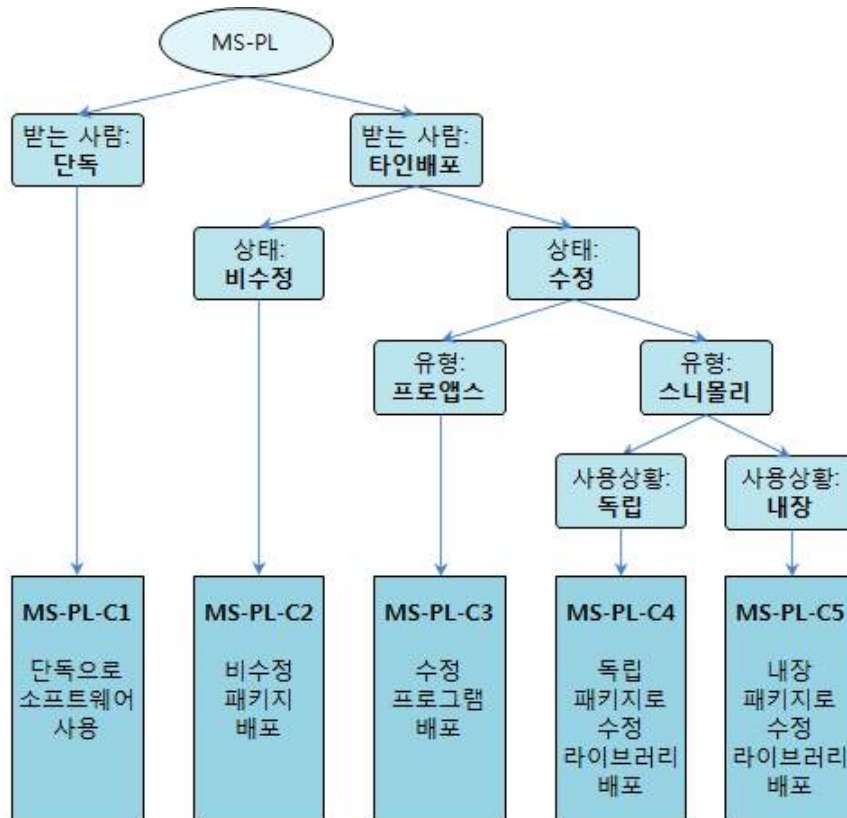 MS-PL
받는 사람:
단독
받는 사람:
타인배포
상태:
비수정
상태:
수정
유형:
프로앱스
유형:
스니몰리
사용상황:
독립
사용상황:
내장
MS-PL-C1
단독으로
소프트웨어
사용
MS-PL-C2
비수정
패키지
배포
MS-PL-C3
수정
프로그램
배포
MS-PL-C4
독립
패키지로
수정
라이브러리
배포
MS-PL-C5
내장
패키지로
수정
라이브러리
배포